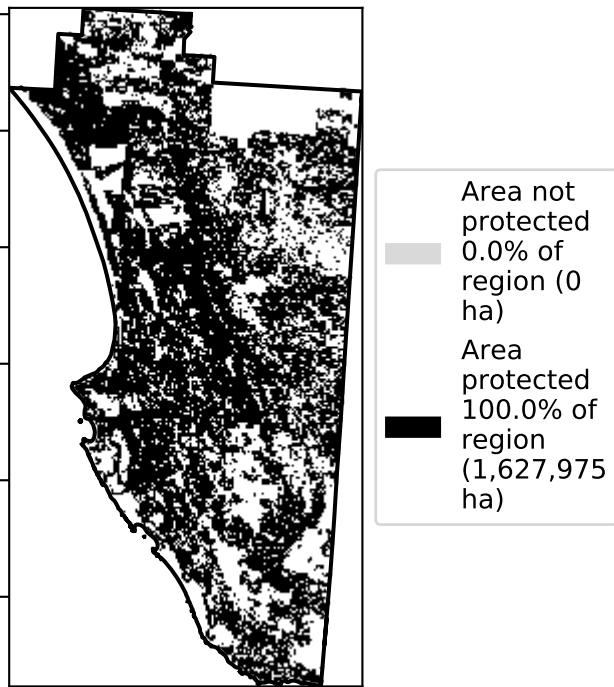 Area not
protected
0.0% of
region (0
ha)
Area
protected
100.0% of
region
(1,627,975
ha)